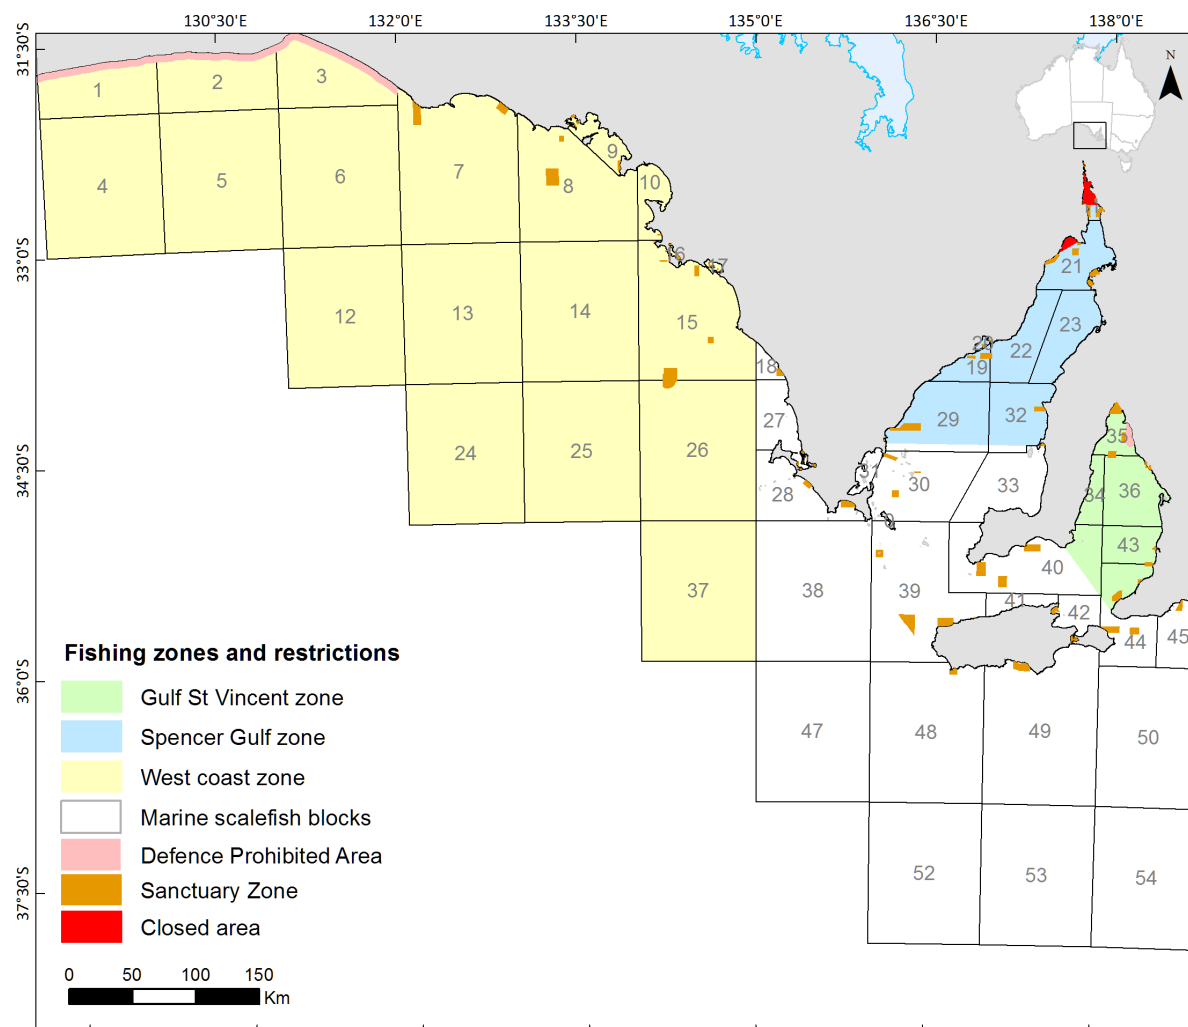 130°30'E 132°0'E 133°30'E 135°0'E 136°30'E 138°0'E
31°30'S
33°0'S
34°30'S
36°0'S
37°30'S
N
1 2 3
4 5 6 7 8 9 10
16 17
12 13 14 15
18
21
23
20
22
19
24 25 26 27
29 32
28
31
30 33
35
34 36
43
37 38 39 40
41 42
44 45
47 48 49 50
52 53 54
Fishing zones and restrictions
Gulf St Vincent zone
Spencer Gulf zone
West coast zone
Marine scalefish blocks
Defence Prohibited Area
Sanctuary Zone
Closed area
0 50 100 150
Km